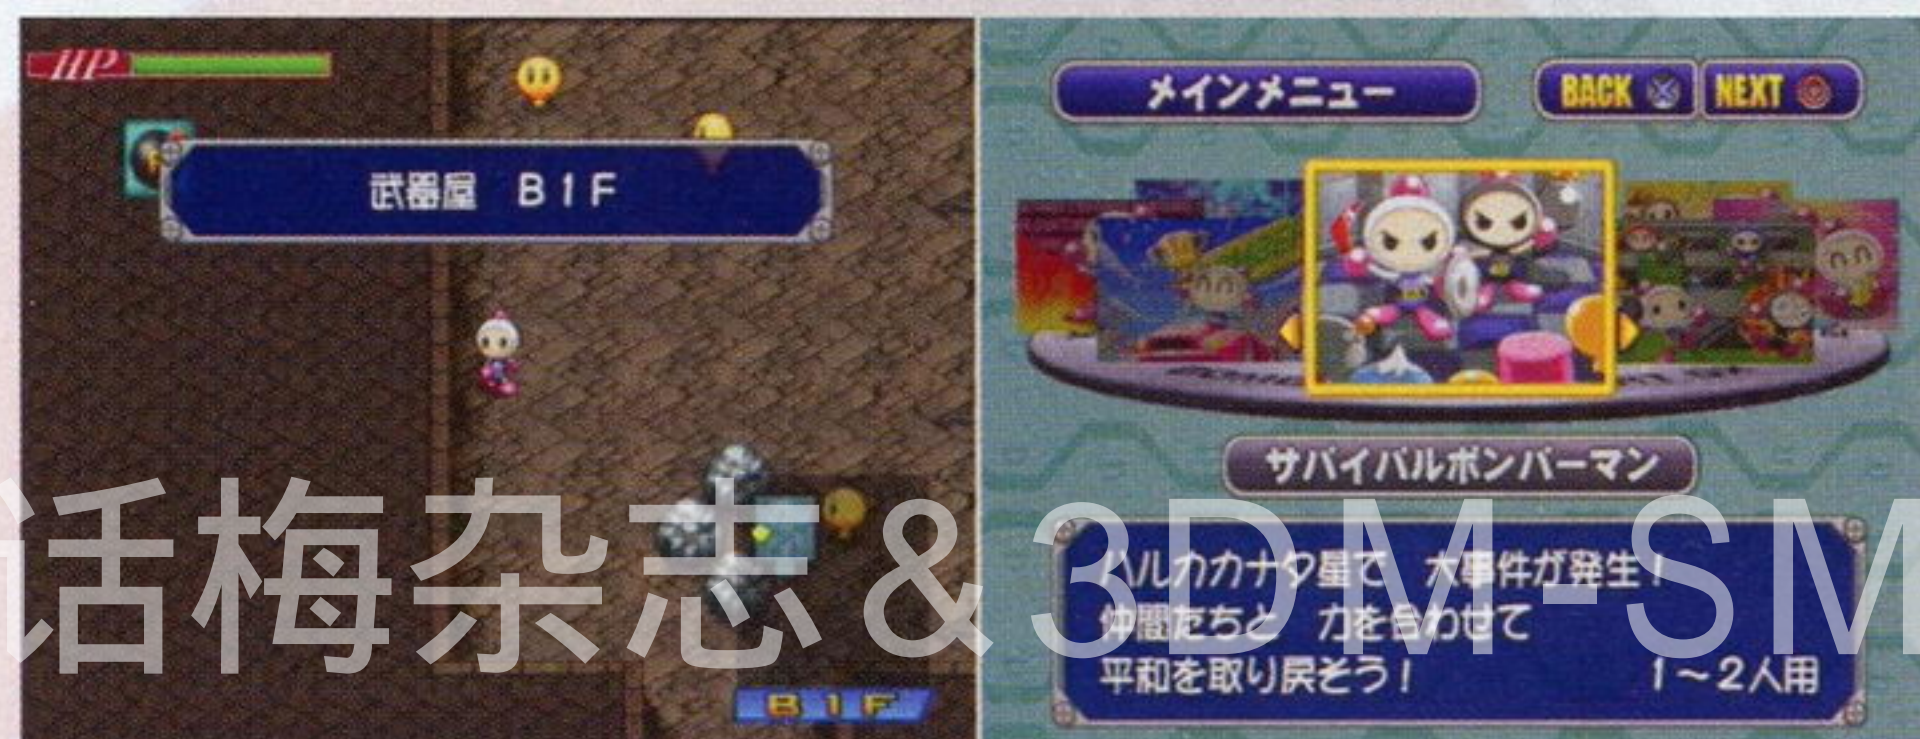 HP
武器屋 B1F
B1F
メインメニュー
BACK NEXT
サバイバルボンバーマン
ハルカカナタ星で 大事件が発生!
仲間たちと 力を合わせて
平和を取り戻そう!
1〜2人用
话梅杂志&3DM-SM